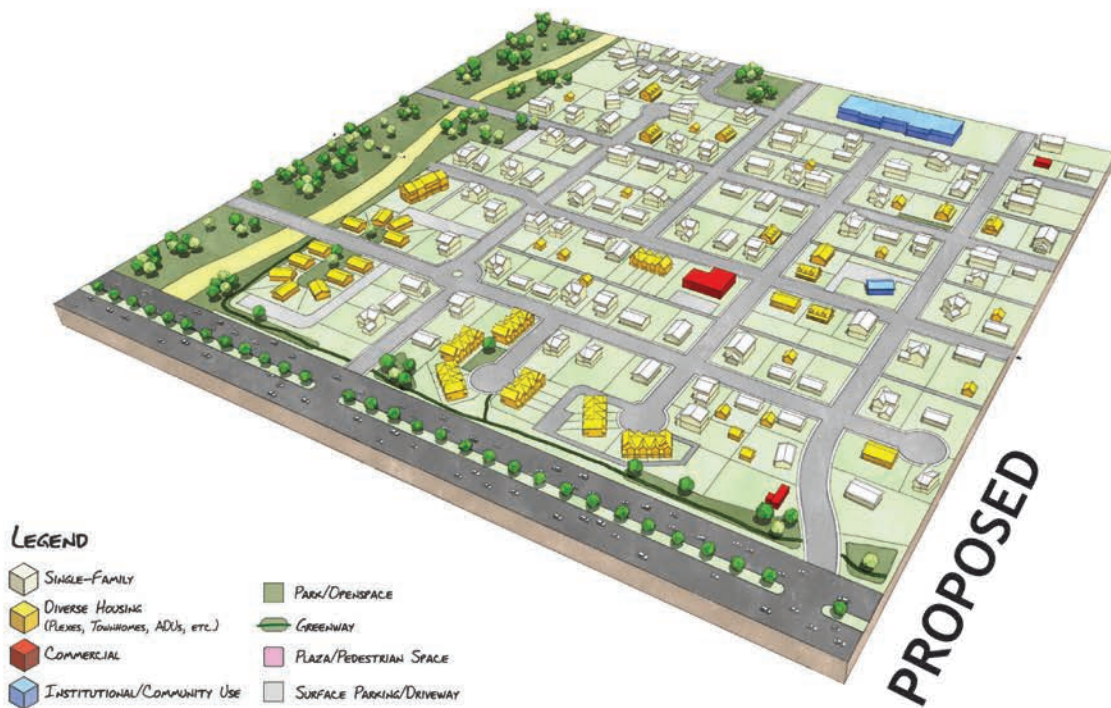 PROPOSED
LEGEND
SINGLE-FAMILY
DIVERSE HOUSING
(PLEXES, TOWNHOMES, ADUs, ETC.)
COMMERCIAL
INSTITUTIONAL/COMMUNITY USE
PARK/OPENSPACE
GREENWAY
PLAZA/PEDESTRIAN SPACE
SURFACE PARKING/DRIVEWAY